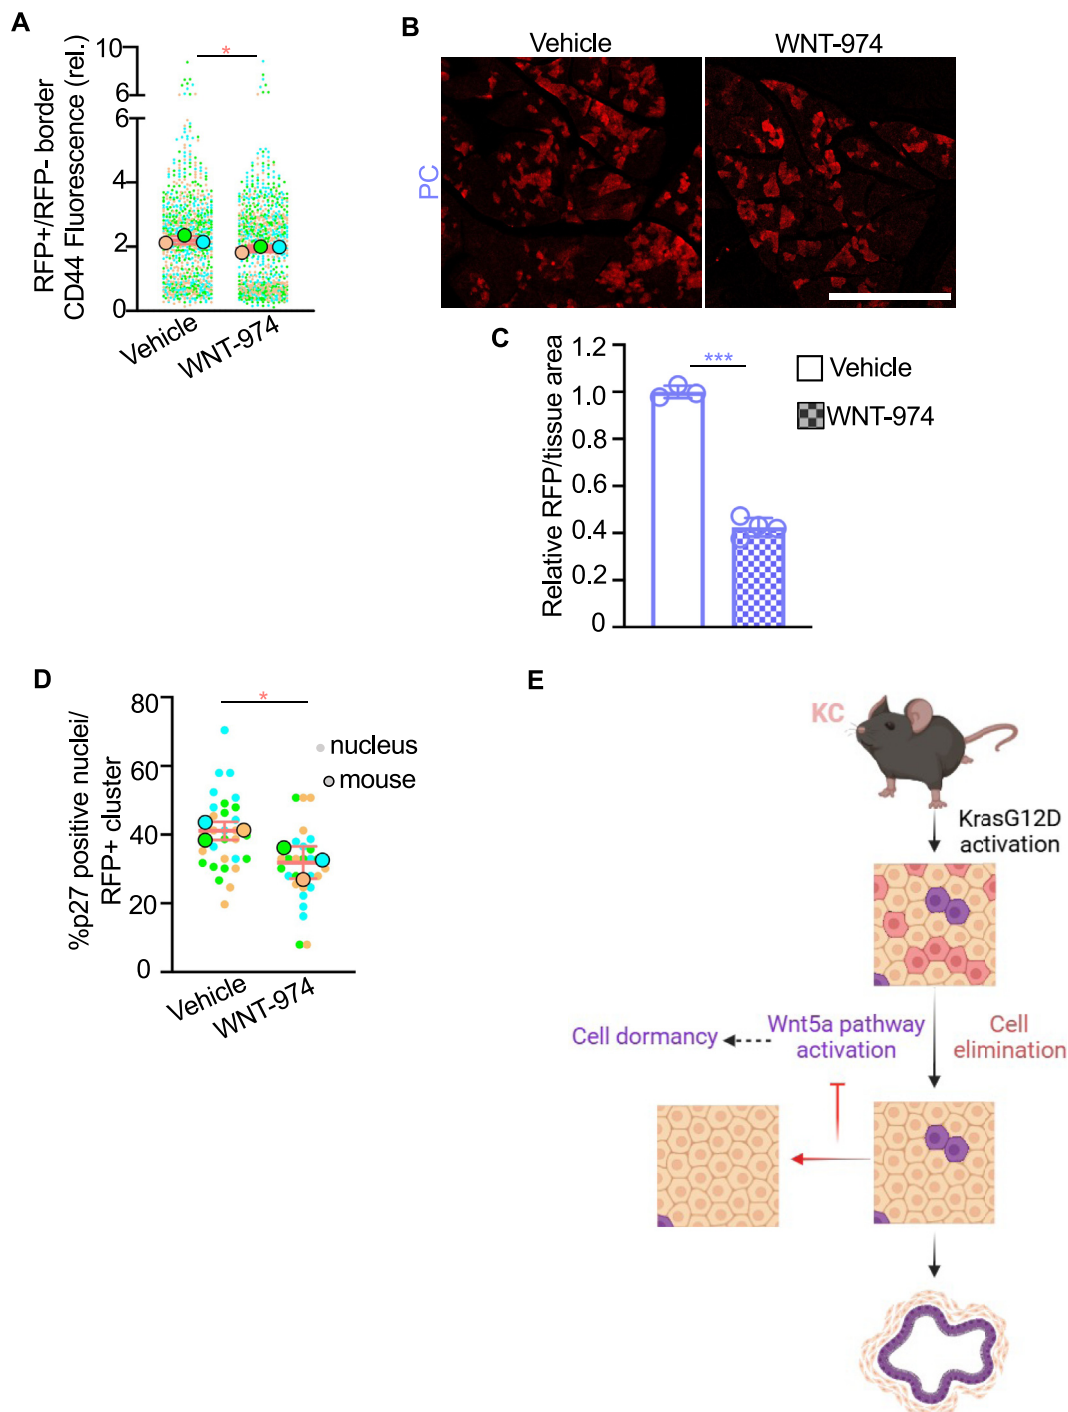 A
RFP+/RFP- border
CD44 Fluorescence (rel.)
10
6
6
4
2
0
*
Vehicle
WNT-974
B
Vehicle
WNT-974
PC
C
Relative RFP/tissue area
1.2
1.0
0.8
0.6
0.4
0.2
0
***
Vehicle
WNT-974
D
%p27 positive nuclei/
RFP+ cluster
80
60
40
20
0
*
nucleus
mouse
Vehicle
WNT-974
E
KC
KrasG12D
activation
Cell dormancy
Wnt5a pathway
activation
Cell
elimination